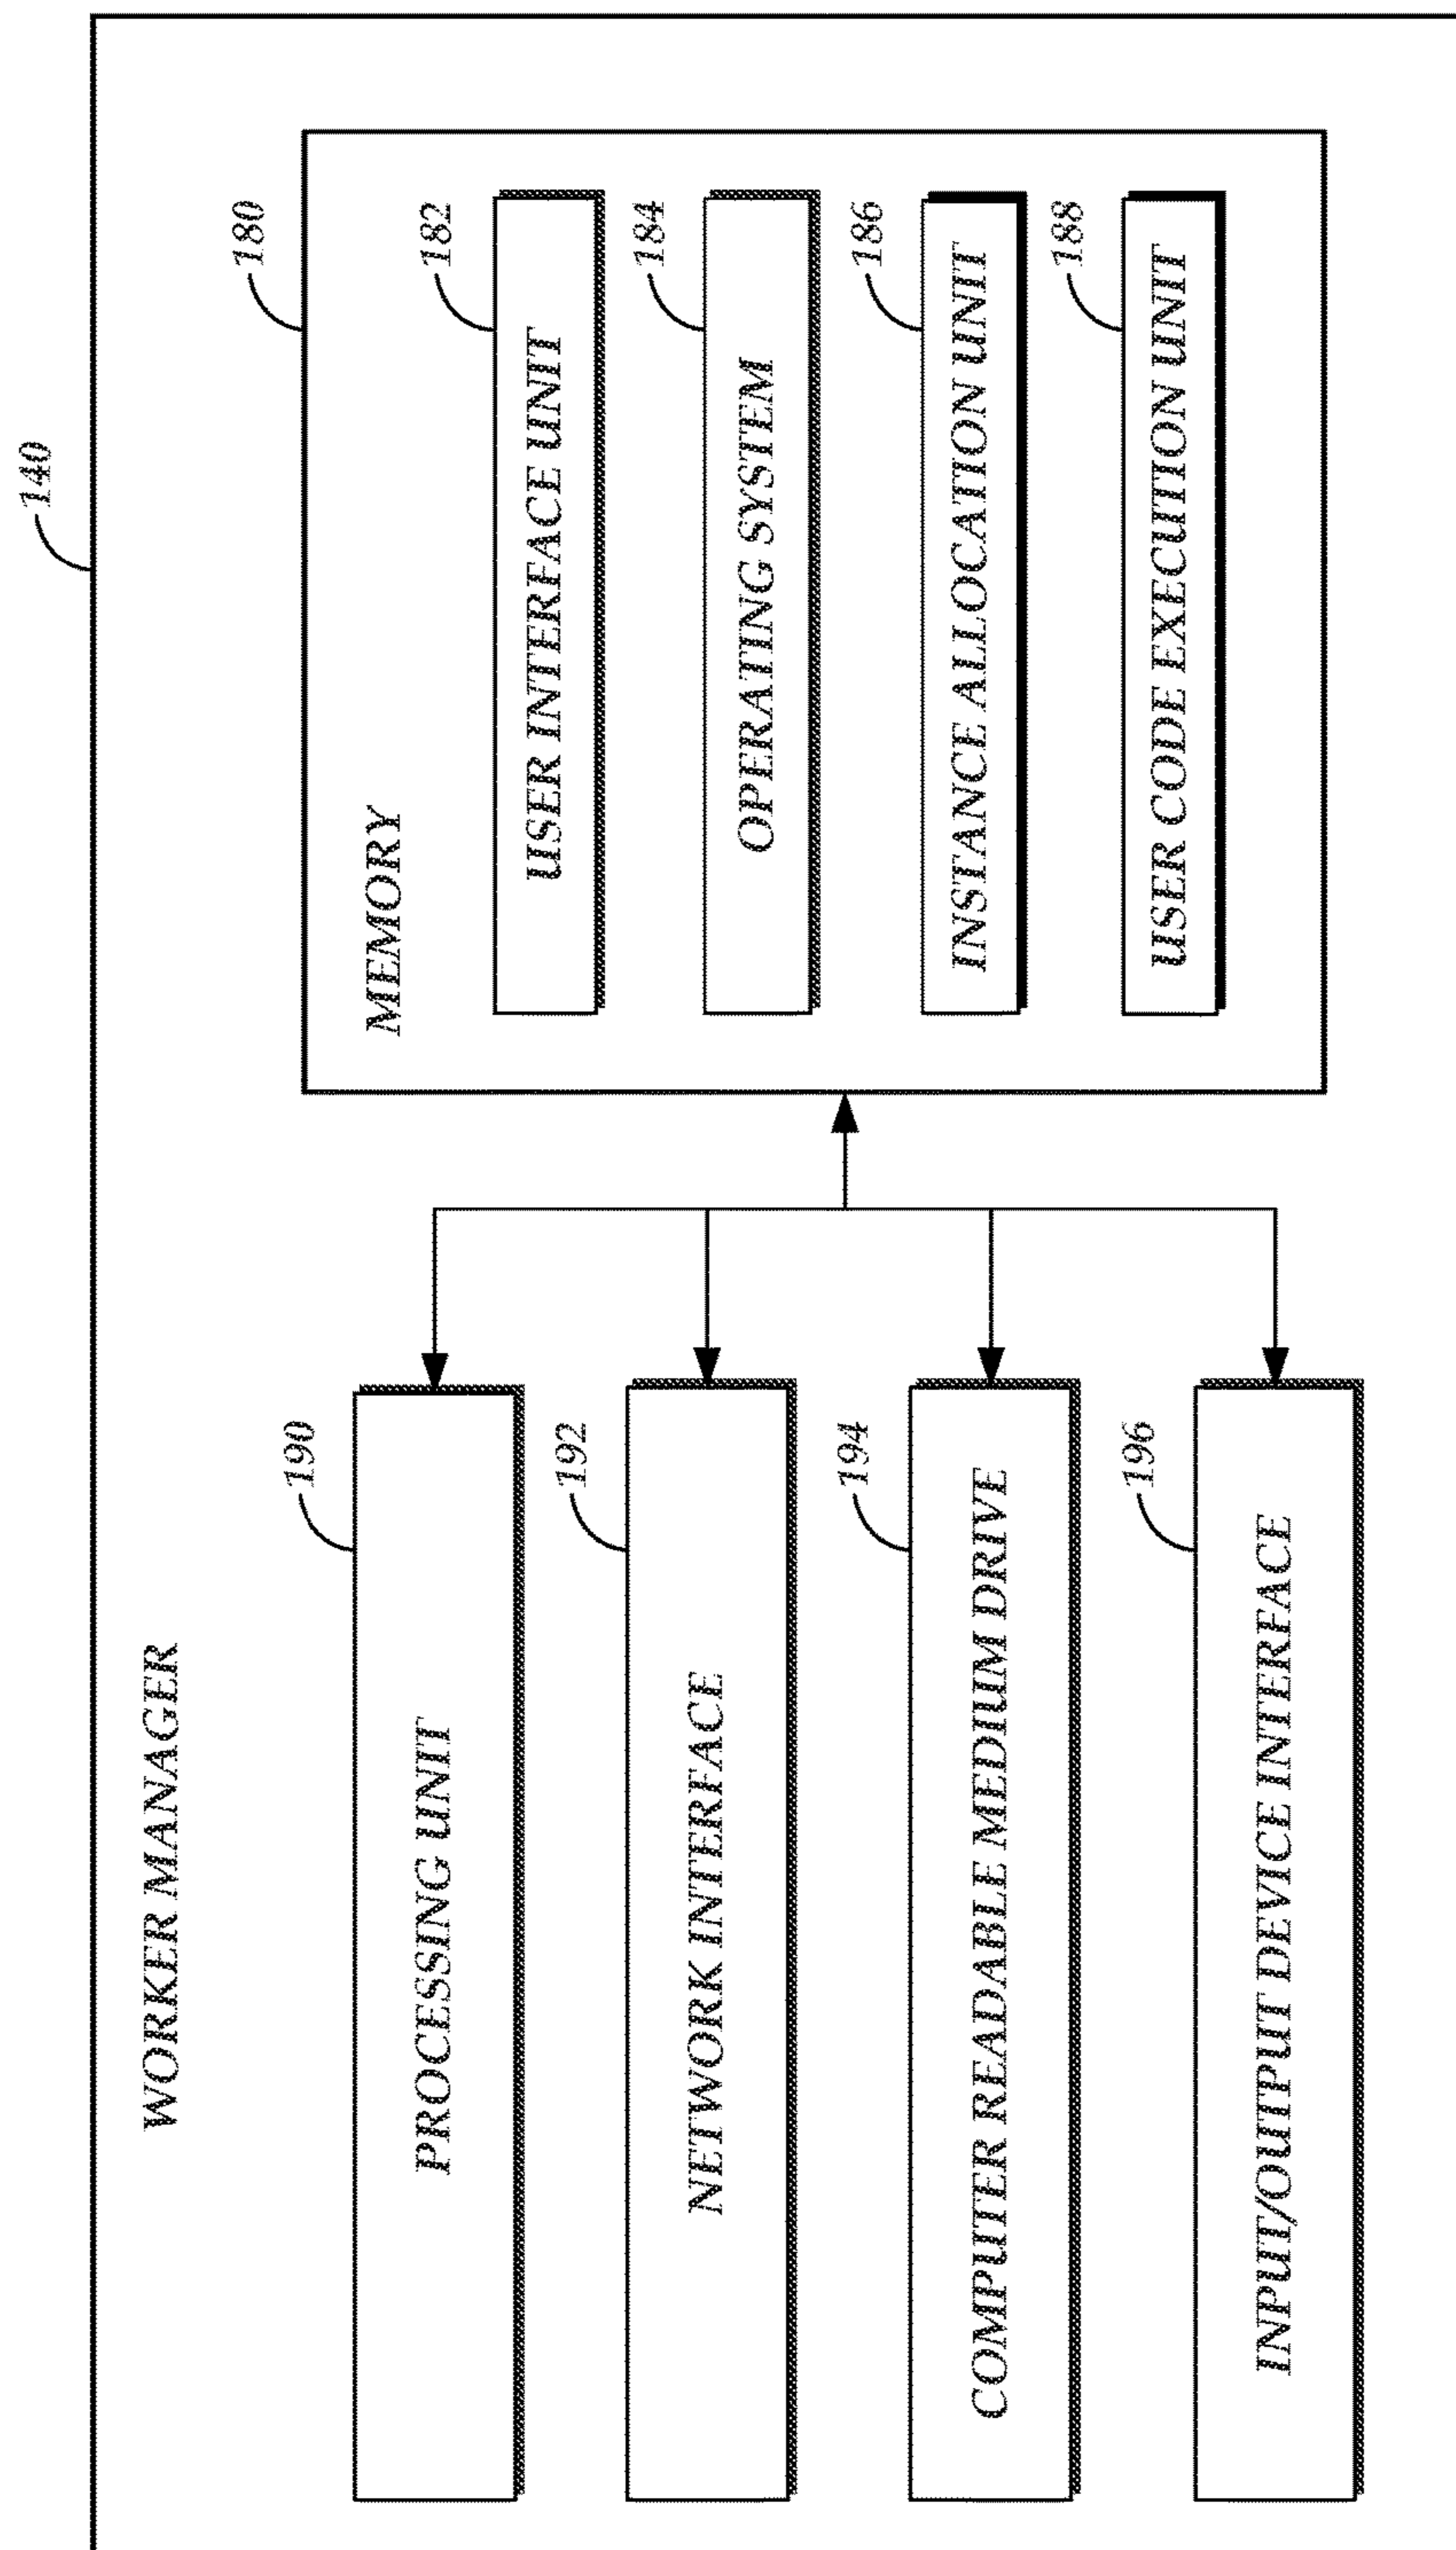 140
WORKER MANAGER
190
PROCESSING UNIT
192
NETWORK INTERFACE
194
COMPUTER READABLE MEDIUM DRIVE
196
INPUT/OUTPUT DEVICE INTERFACE
180
MEMORY
182
USER INTERFACE UNIT
184
OPERATING SYSTEM
186
INSTANCE ALLOCATION UNIT
188
USER CODE EXECUTION UNIT